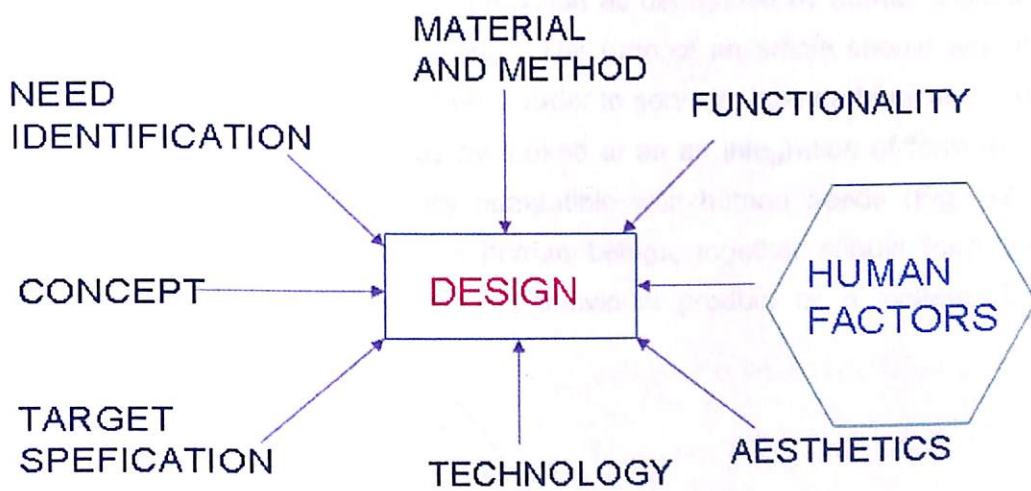 MATERIAL
AND METHOD
NEED
IDENTIFICATION
FUNCTIONALITY
CONCEPT
DESIGN
HUMAN
FACTORS
TARGET
SPEFICATION
TECHNOLOGY
AESTHETICS